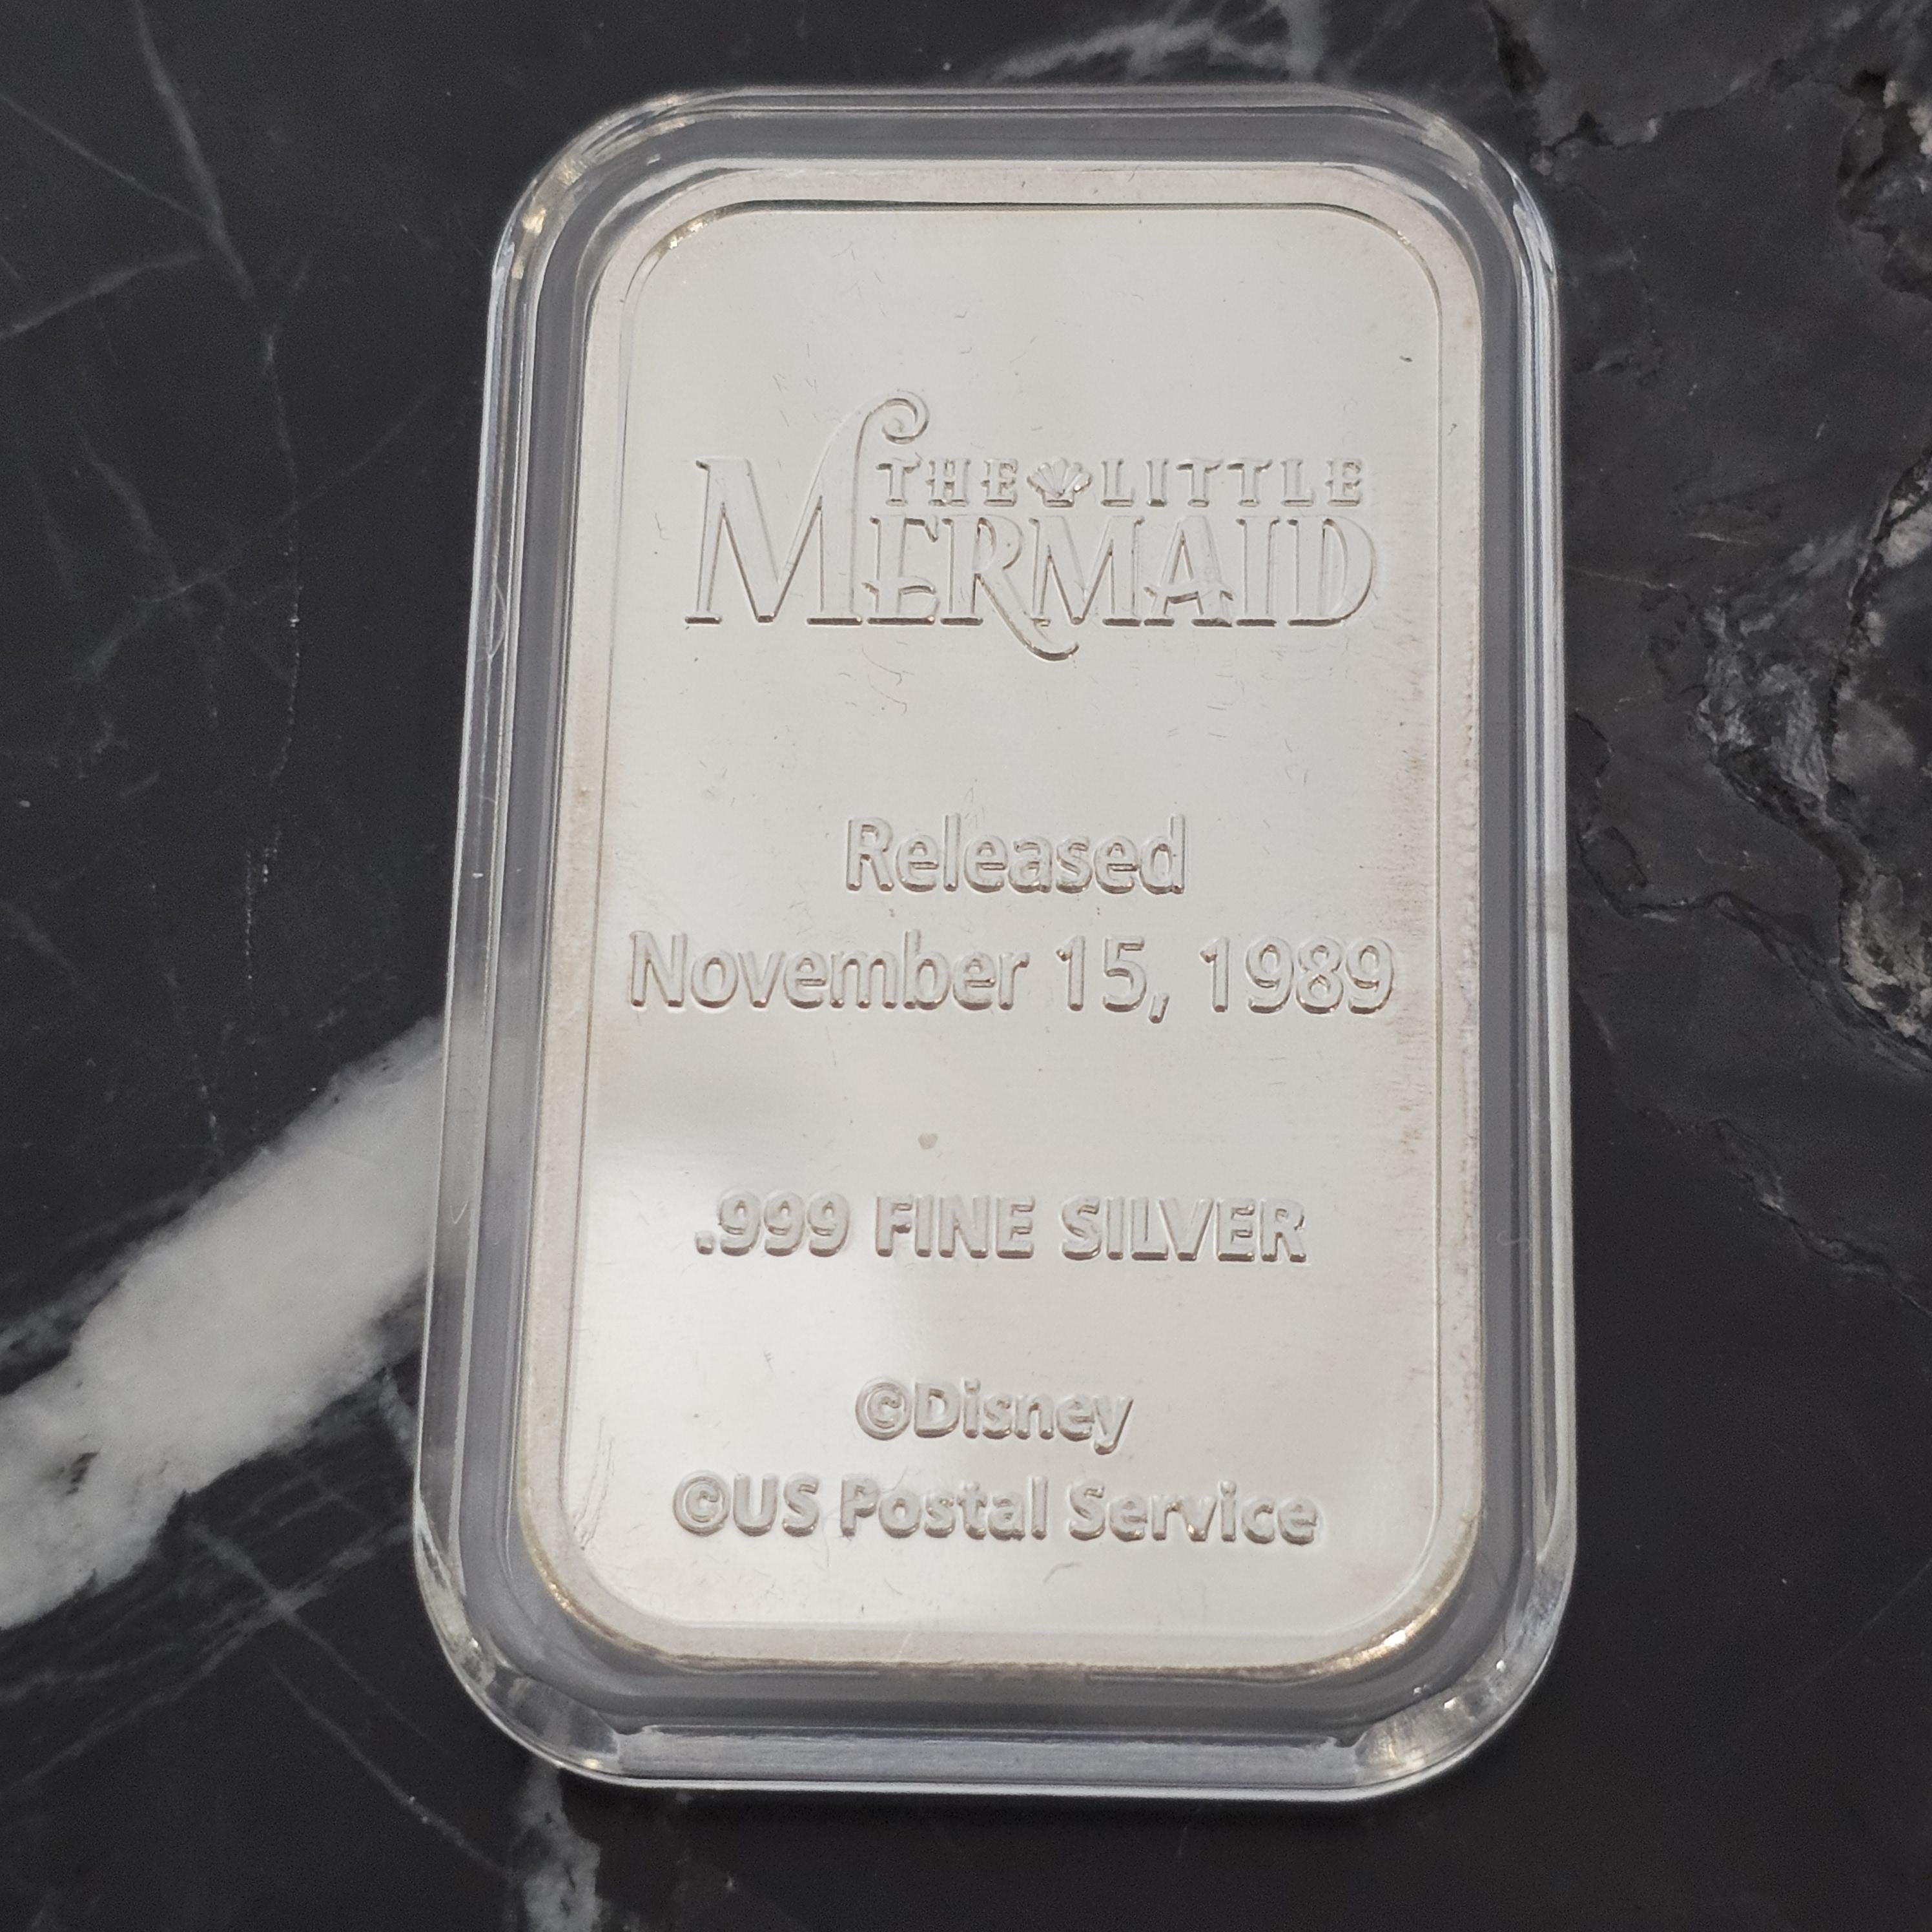 THE LITTLE
MERMAID
Released
November 15, 1989
.999 FINE SILVER
©Disney
©US Postal Service